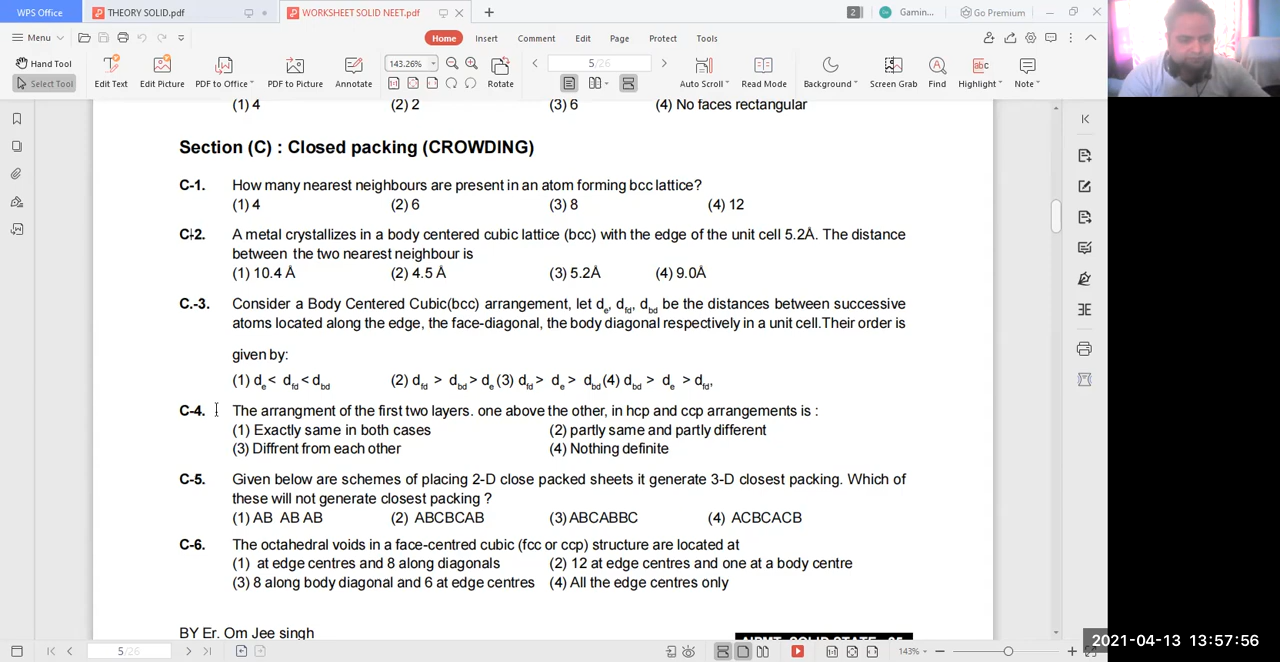 WPS Office THEORY SOLID.pdf WORKSHEET SOLID NEET.pdf 2 Gamin... Go Premium
Menu Home Insert Comment Edit Page Protect Tools
Hand Tool
Select Tool Edit Text Edit Picture PDF to Office PDF to Picture Annotate 143.26% Rotate 5/26 Auto Scroll Read Mode Background Screen Grab Find Highlight Note
(1) 4 (2) 2 (3) 6 (4) No faces rectangular
Section (C) : Closed packing (CROWDING)
C-1. How many nearest neighbours are present in an atom forming bcc lattice?
(1) 4 (2) 6 (3) 8 (4) 12
C-2. A metal crystallizes in a body centered cubic lattice (bcc) with the edge of the unit cell 5.2Å. The distance
between the two nearest neighbour is
(1) 10.4 Å (2) 4.5 Å (3) 5.2Å (4) 9.0Å
C.-3. Consider a Body Centered Cubic(bcc) arrangement, let de, dfd, dbd be the distances between successive
atoms located along the edge, the face-diagonal, the body diagonal respectively in a unit cell.Their order is
given by:
(1) de < dfd < dbd (2) dfd > dbd > de (3) dfd > de > dbd (4) dbd > de > dfd,
C-4. The arrangment of the first two layers. one above the other, in hcp and ccp arrangements is :
(1) Exactly same in both cases (2) partly same and partly different
(3) Diffrent from each other (4) Nothing definite
C-5. Given below are schemes of placing 2-D close packed sheets it generate 3-D closest packing. Which of
these will not generate closest packing ?
(1) AB AB AB (2) ABCBCAB (3) ABCABBC (4) ACBCACB
C-6. The octahedral voids in a face-centred cubic (fcc or ccp) structure are located at
(1) at edge centres and 8 along diagonals (2) 12 at edge centres and one at a body centre
(3) 8 along body diagonal and 6 at edge centres (4) All the edge centres only
BY Er. Om Jee singh
5/26 143%
2021-04-13 13:57:56